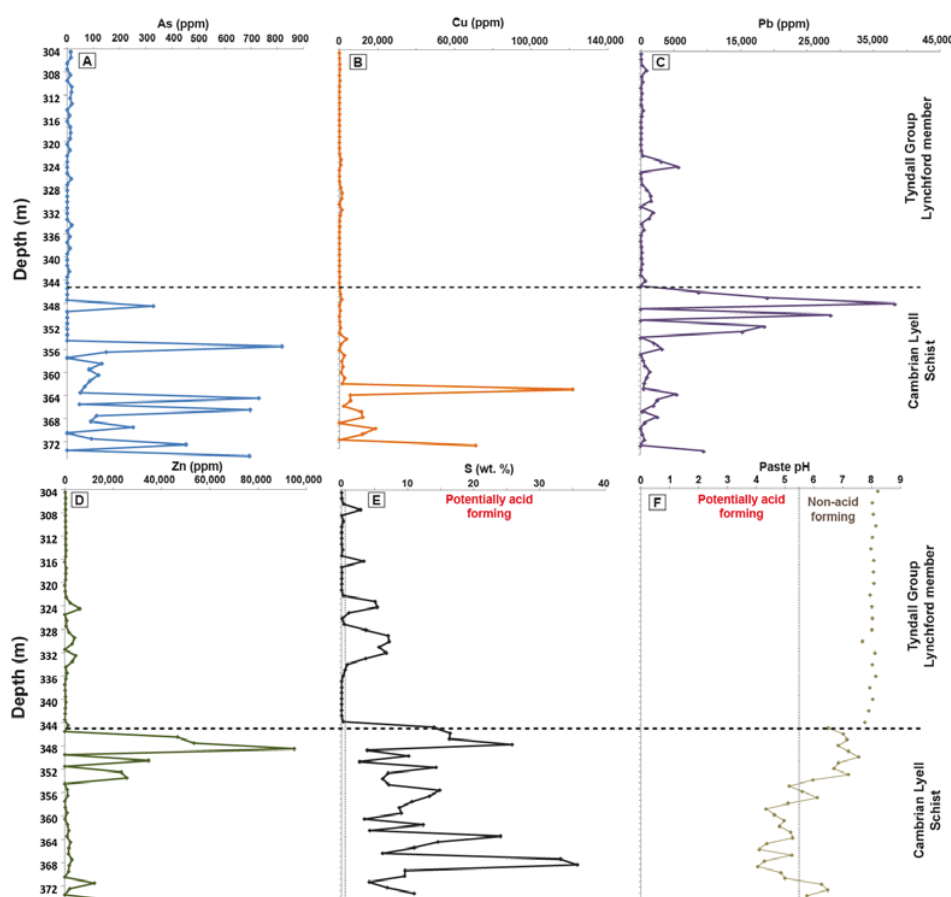 As (ppm)
0 100 200 300 400 500 600 700 800 900
Cu (ppm)
0 20,000 60,000 100,000 140,000
Pb (ppm)
0 5000 15,000 25,000 35,000 45,000
A
B
C
Depth (m)
304
308
312
316
320
324
328
332
336
340
344
348
352
356
360
364
368
372
Tyndall Group
Lynchford member
Cambrian Lyell
Schist
Zn (ppm)
0 20,000 40,000 60,000 80,000 100,000
S (wt. %)
0 10 20 30 40
Paste pH
0 1 2 3 4 5 6 7 8 9
D
E
Potentially acid
forming
F
Potentially acid
forming
Non-acid
forming
Depth (m)
304
308
312
316
320
324
328
332
336
340
344
348
352
356
360
364
368
372
Tyndall Group
Lynchford member
Cambrian Lyell
Schist